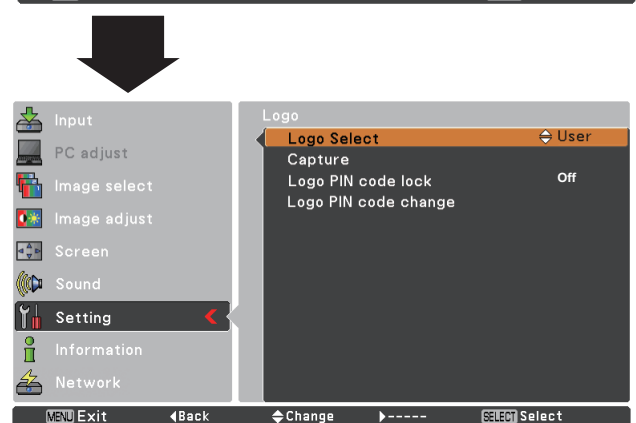 Input
PC adjust
Image select
Image adjust
Screen
Sound
Setting
Information
Network
Logo
Logo Select User
Capture
Logo PIN code lock Off
Logo PIN code change
MENU Exit Back Change ----- SELECT Select